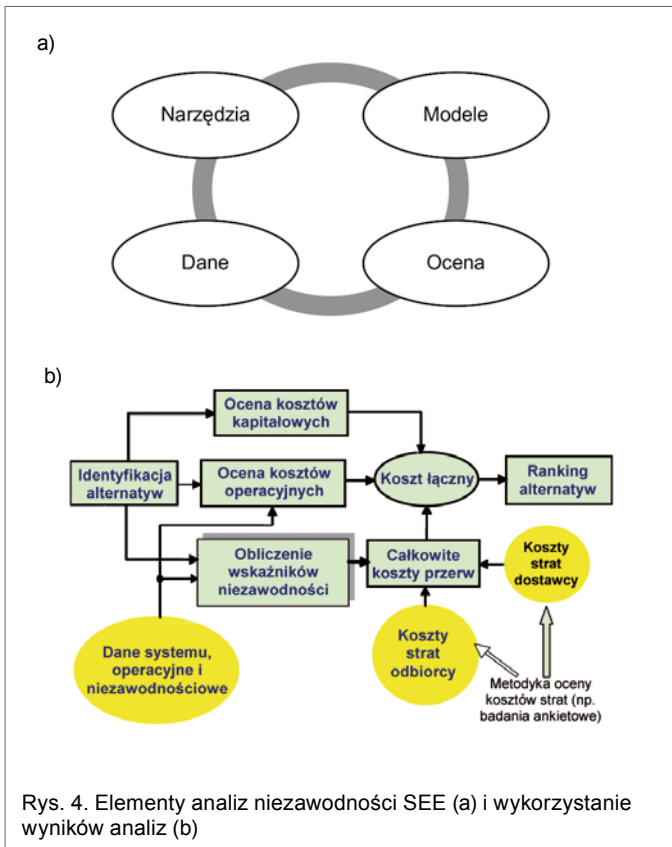 a)
Narzędzia
Modele
Dane
Ocena
b)
Ocena kosztów
kapitałowych
Identyfikacja
alternatyw
Ocena kosztów
operacyjnych
Koszt łączny
Ranking
alternatyw
Obliczenie
wskaźników
niezawodności
Całkowite
koszty przerw
Koszty
strat
dostawcy
Dane systemu,
operacyjne i
niezawodnościowe
Koszty
strat
odbiorcy
Metodyka oceny
kosztów strat (np.
badania ankietowe)
Rys. 4. Elementy analiz niezawodności SEE (a) i wykorzystanie
wyników analiz (b)